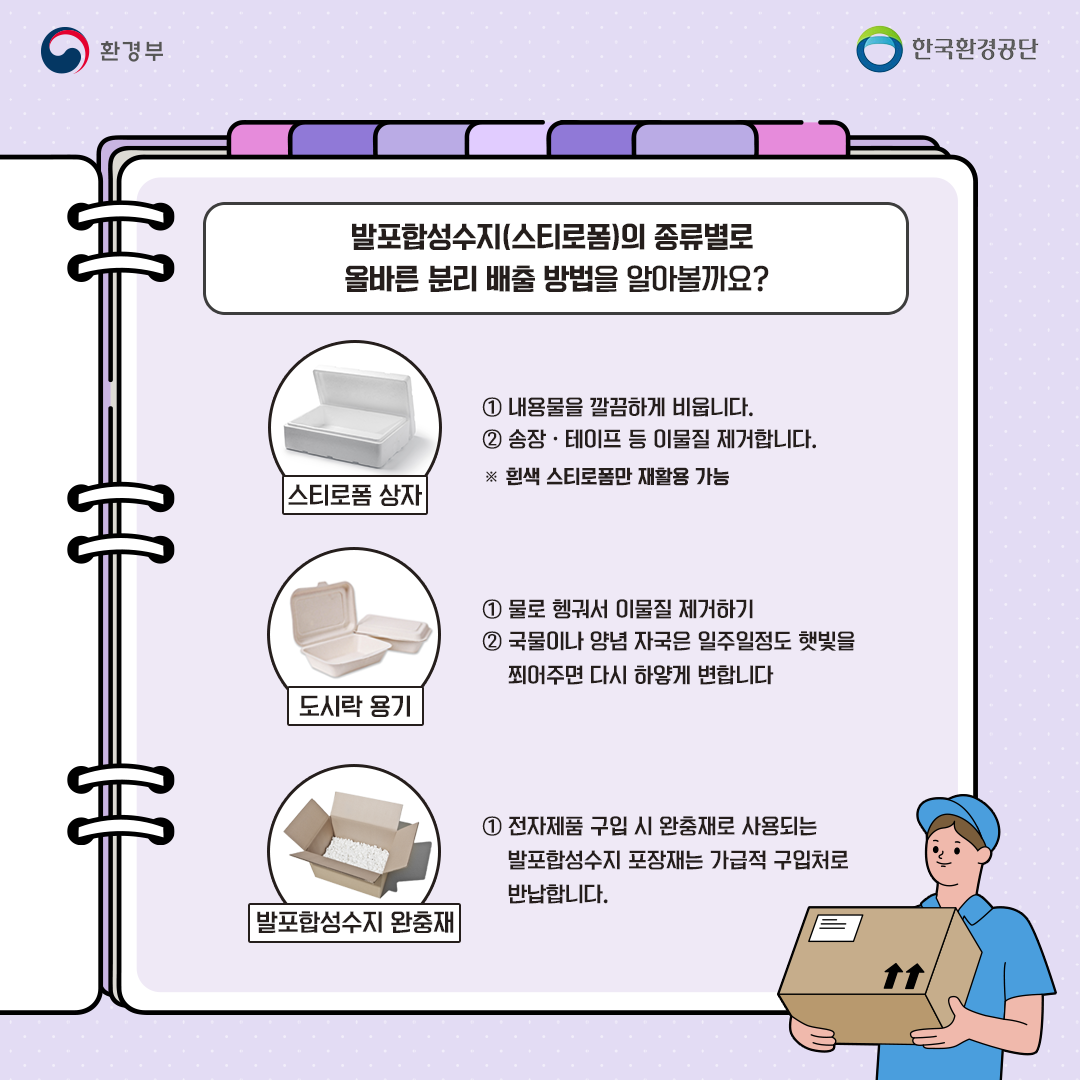 환경부
한국환경공단
발포합성수지(스티로폼)의 종류별로
올바른 분리 배출 방법을 알아볼까요?
① 내용물을 깔끔하게 비웁니다.
② 송장 · 테이프 등 이물질 제거합니다.
※ 흰색 스티로폼만 재활용 가능
스티로폼 상자
① 물로 헹궈서 이물질 제거하기
② 국물이나 양념 자국은 일주일정도 햇빛을
쬐어주면 다시 하얗게 변합니다
도시락 용기
① 전자제품 구입 시 완충재로 사용되는
발포합성수지 포장재는 가급적 구입처로
반납합니다.
발포합성수지 완충재